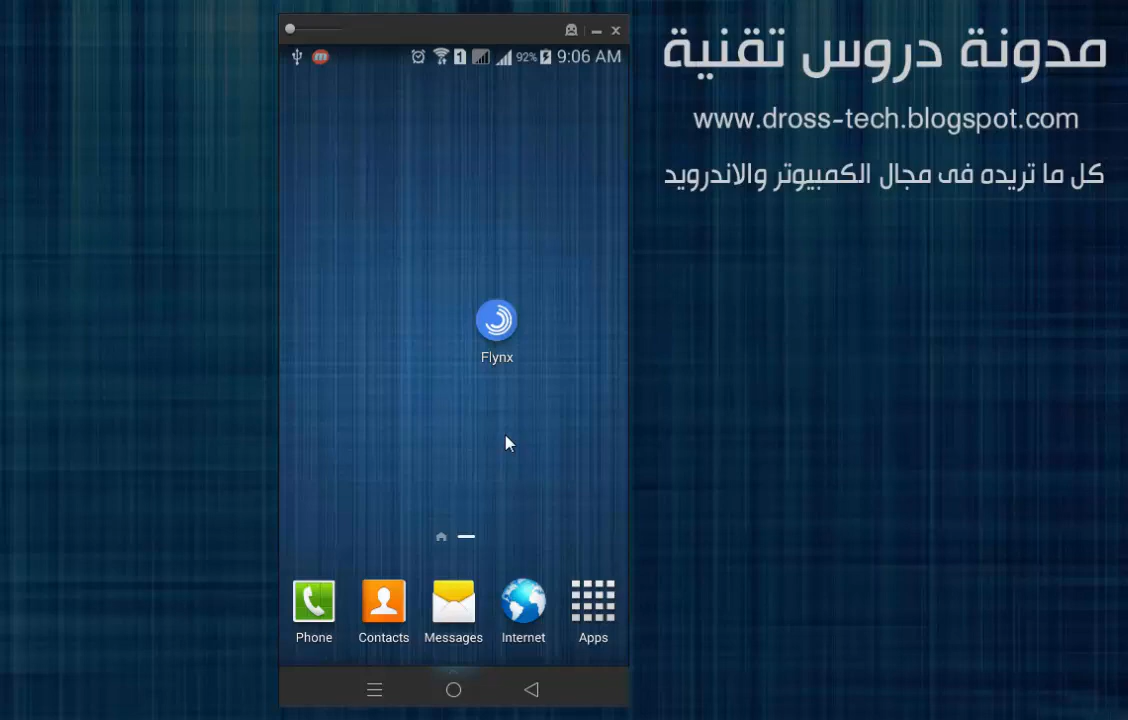 9:06 AM
92%
1
m
Flynx
Phone
Contacts
Messages
Internet
Apps
مدونة دروس تقنية
www.dross-tech.blogspot.com
كل ما تريده فى مجال الكمبيوتر والاندرويد